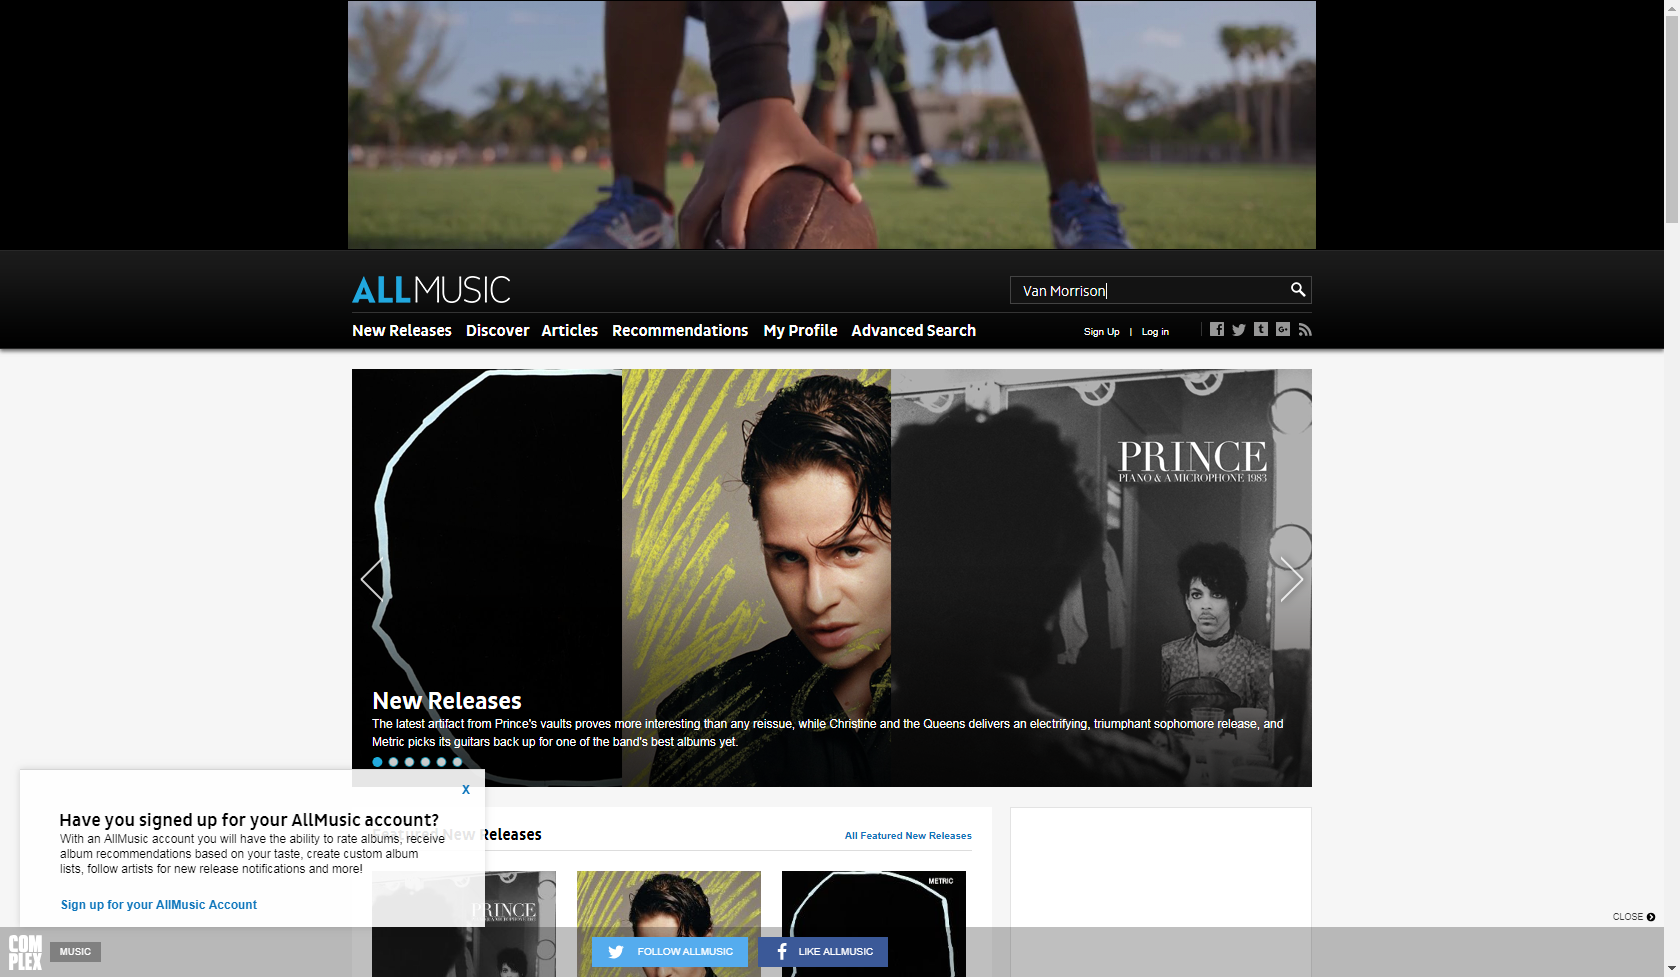 ALLMUSIC
Van Morrison
New Releases Discover Articles Recommendations My Profile Advanced Search
Sign Up | Log in
PRINCE
PIANO & A MICROPHONE 1983
New Releases
The latest artifact from Prince's vaults proves more interesting than any reissue, while Christine and the Queens delivers an electrifying, triumphant sophomore release, and
Metric picks its guitars back up for one of the band's best albums yet.
X
Have you signed up for your AllMusic account?
With an AllMusic account you will have the ability to rate albums, receive
album recommendations based on your taste, create custom album
lists, follow artists for new release notifications and more!
Sign up for your AllMusic Account
Featured New Releases
All Featured New Releases
PRINCE
METRIC
CLOSE
COMPLEX
MUSIC
FOLLOW ALLMUSIC
LIKE ALLMUSIC